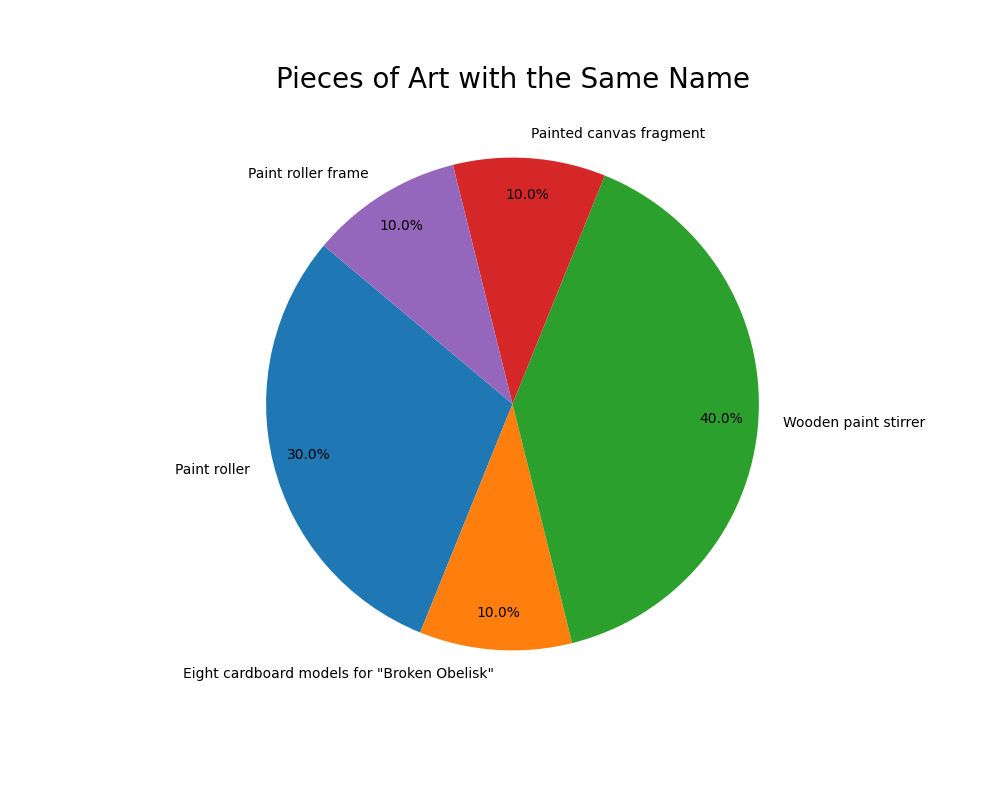 Pieces of Art with the Same Name
Painted canvas fragment
Paint roller frame
10.0%
10.0%
Wooden paint stirrer
40.0%
Paint roller
30.0%
10.0%
Eight cardboard models for "Broken Obelisk"